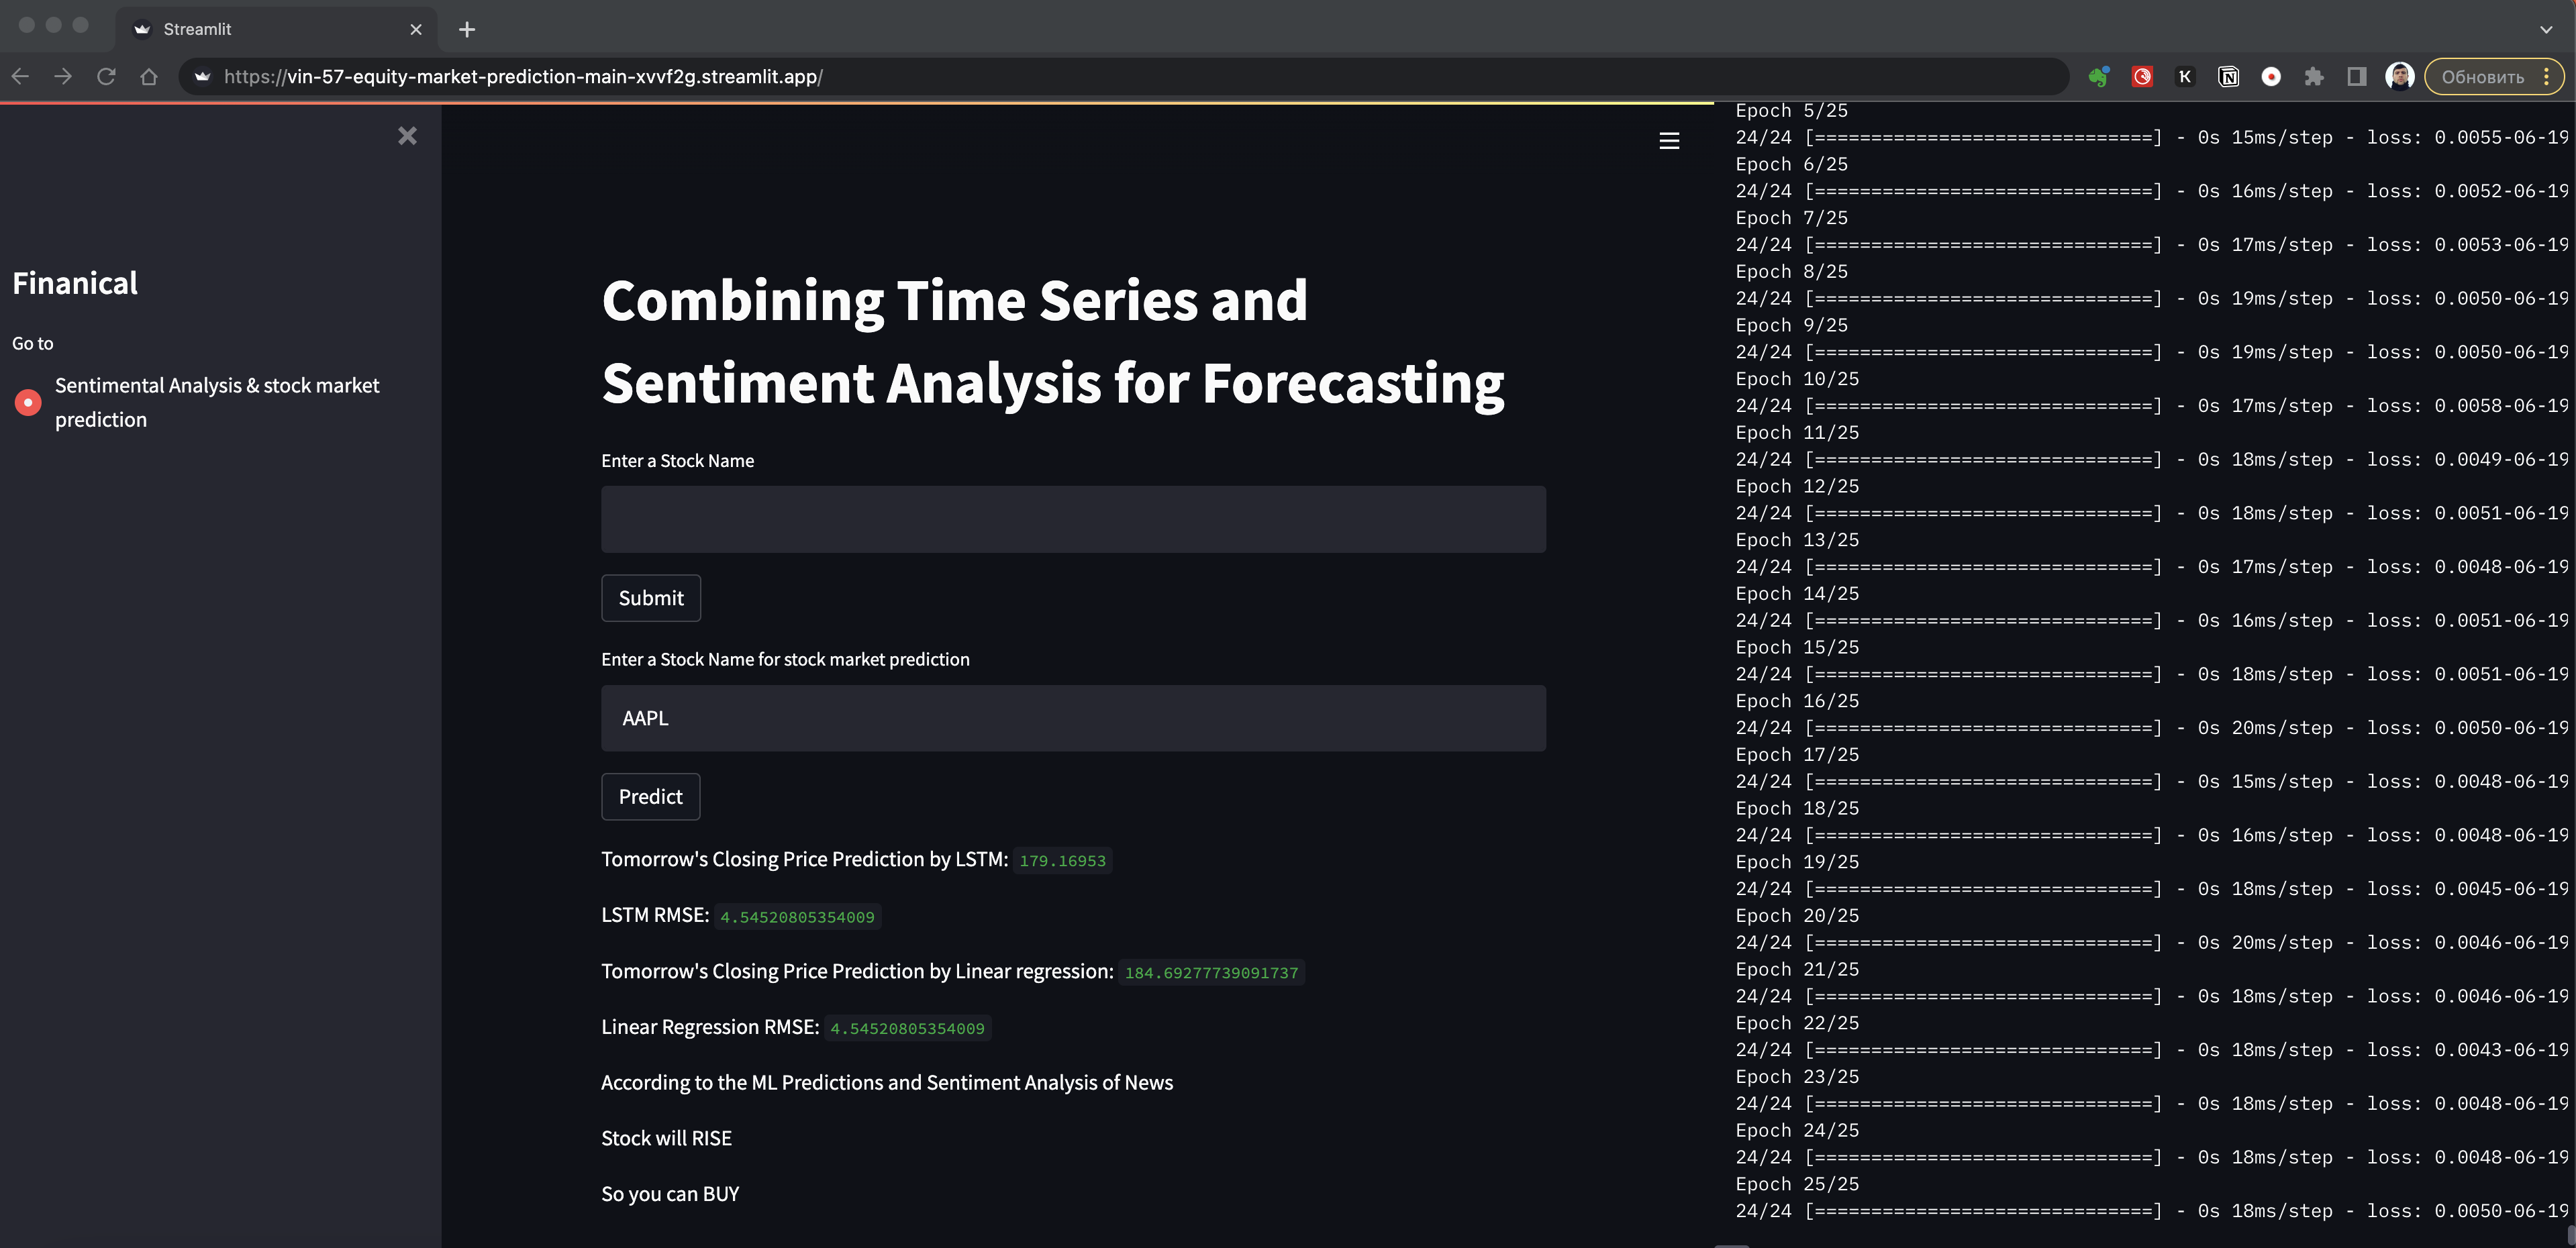 Streamlit
https://vin-57-equity-market-prediction-main-xvvf2g.streamlit.app/
Обновить
Finanical
Go to
Sentimental Analysis & stock market
prediction
Combining Time Series and
Sentiment Analysis for Forecasting
Enter a Stock Name
Submit
Enter a Stock Name for stock market prediction
AAPL
Predict
Tomorrow's Closing Price Prediction by LSTM: 179.16953
LSTM RMSE: 4.54520805354009
Tomorrow's Closing Price Prediction by Linear regression: 184.69277739091737
Linear Regression RMSE: 4.54520805354009
According to the ML Predictions and Sentiment Analysis of News
Stock will RISE
So you can BUY
Epoch 5/25
24/24 [==============================] - 0s 15ms/step - loss: 0.0055-06-19
Epoch 6/25
24/24 [==============================] - 0s 16ms/step - loss: 0.0052-06-19
Epoch 7/25
24/24 [==============================] - 0s 17ms/step - loss: 0.0053-06-19
Epoch 8/25
24/24 [==============================] - 0s 19ms/step - loss: 0.0050-06-19
Epoch 9/25
24/24 [==============================] - 0s 19ms/step - loss: 0.0050-06-19
Epoch 10/25
24/24 [==============================] - 0s 17ms/step - loss: 0.0058-06-19
Epoch 11/25
24/24 [==============================] - 0s 18ms/step - loss: 0.0049-06-19
Epoch 12/25
24/24 [==============================] - 0s 18ms/step - loss: 0.0051-06-19
Epoch 13/25
24/24 [==============================] - 0s 17ms/step - loss: 0.0048-06-19
Epoch 14/25
24/24 [==============================] - 0s 16ms/step - loss: 0.0051-06-19
Epoch 15/25
24/24 [==============================] - 0s 18ms/step - loss: 0.0051-06-19
Epoch 16/25
24/24 [==============================] - 0s 20ms/step - loss: 0.0050-06-19
Epoch 17/25
24/24 [==============================] - 0s 15ms/step - loss: 0.0048-06-19
Epoch 18/25
24/24 [==============================] - 0s 16ms/step - loss: 0.0048-06-19
Epoch 19/25
24/24 [==============================] - 0s 18ms/step - loss: 0.0045-06-19
Epoch 20/25
24/24 [==============================] - 0s 20ms/step - loss: 0.0046-06-19
Epoch 21/25
24/24 [==============================] - 0s 18ms/step - loss: 0.0046-06-19
Epoch 22/25
24/24 [==============================] - 0s 18ms/step - loss: 0.0043-06-19
Epoch 23/25
24/24 [==============================] - 0s 18ms/step - loss: 0.0048-06-19
Epoch 24/25
24/24 [==============================] - 0s 18ms/step - loss: 0.0048-06-19
Epoch 25/25
24/24 [==============================] - 0s 18ms/step - loss: 0.0050-06-19